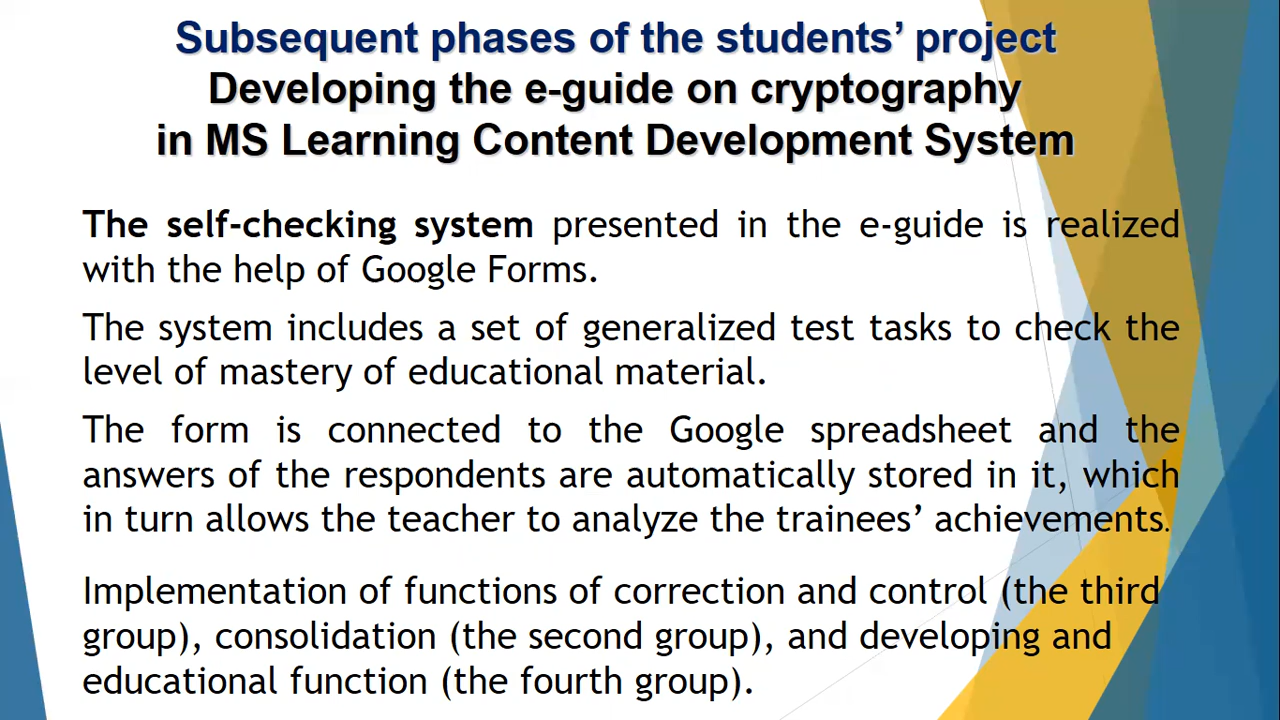 Subsequent phases of the students’ project
Developing the e-guide on cryptography
in MS Learning Content Development System
The self-checking system presented in the e-guide is realized
with the help of Google Forms.
The system includes a set of generalized test tasks to check the
level of mastery of educational material.
The form is connected to the Google spreadsheet and the
answers of the respondents are automatically stored in it, which
in turn allows the teacher to analyze the trainees’ achievements.
Implementation of functions of correction and control (the third
group), consolidation (the second group), and developing and
educational function (the fourth group).